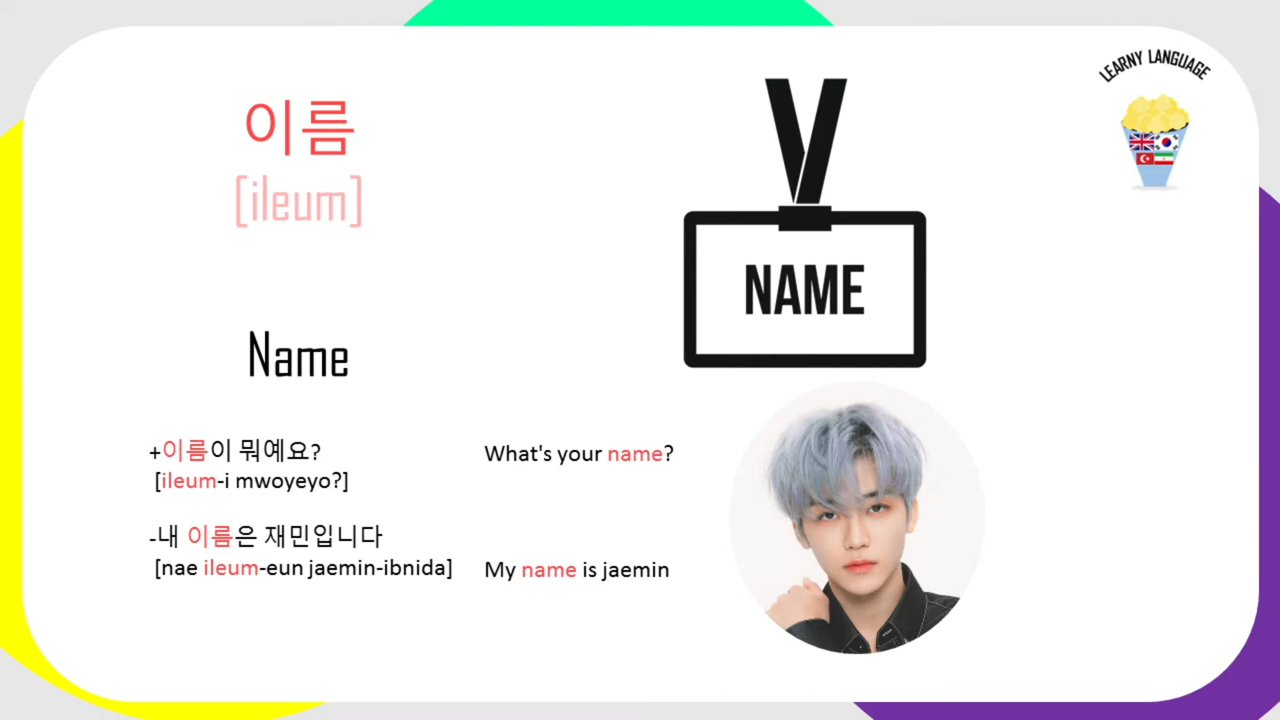 LEARNY LANGUAGE
이름
[ileum]
NAME
Name
+이름이 뭐예요?
[ileum-i mwoyeyo?]
What's your name?
-내 이름은 재민입니다
[nae ileum-eun jaemin-ibnida]
My name is jaemin